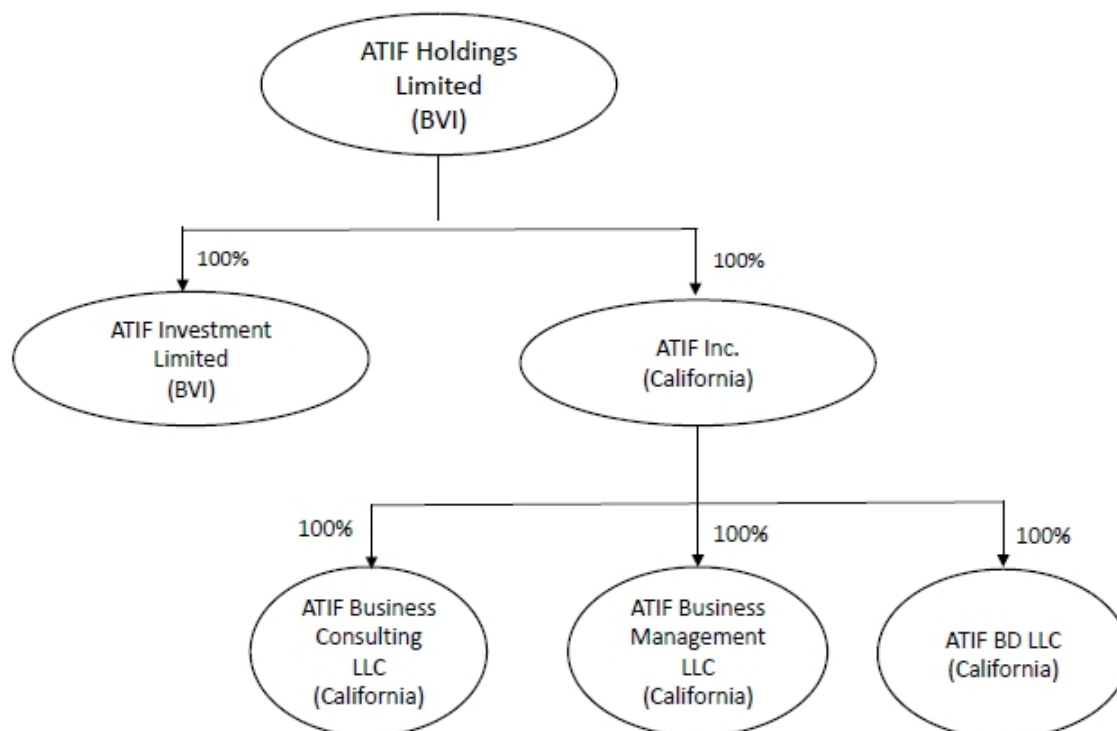 ATIF Holdings
Limited
(BVI)
100%
100%
ATIF Investment
Limited
(BVI)
ATIF Inc.
(California)
100%
100%
100%
ATIF Business
Consulting
LLC
(California)
ATIF Business
Management
LLC
(California)
ATIF BD LLC
(California)